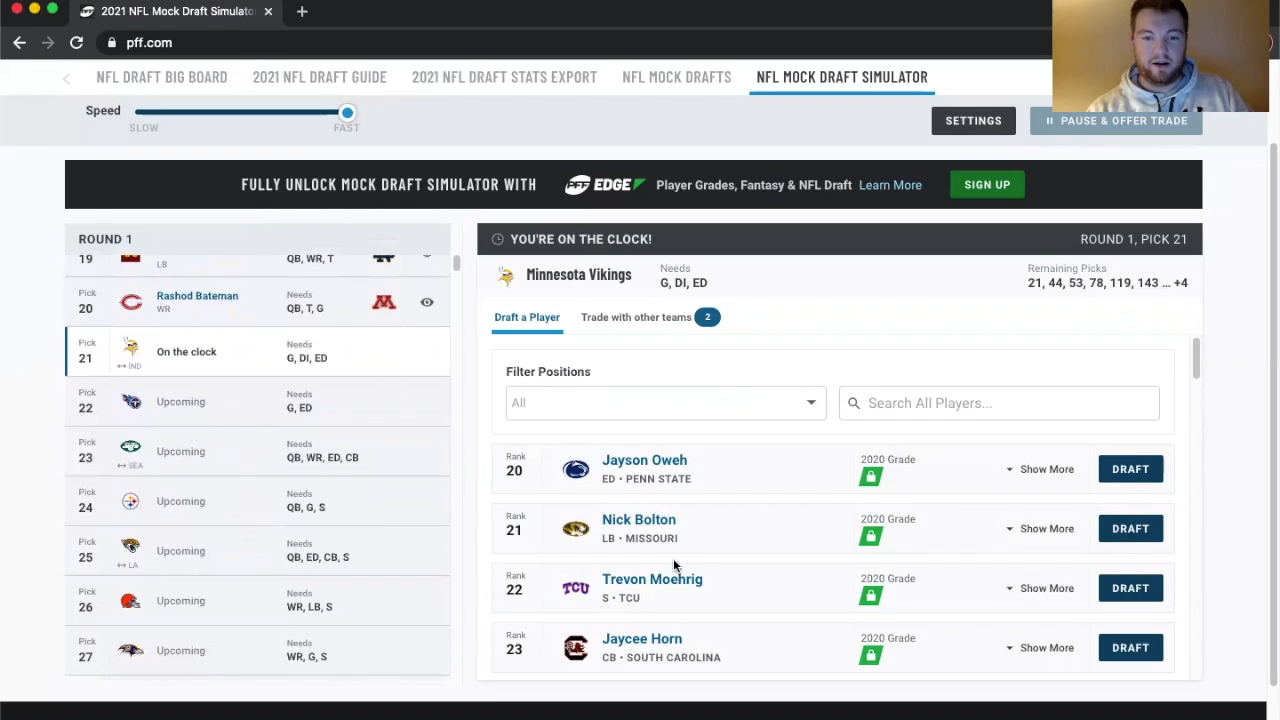 2021 NFL Mock Draft Simulato
pff.com
NFL DRAFT BIG BOARD
2021 NFL DRAFT GUIDE
2021 NFL DRAFT STATS EXPORT
NFL MOCK DRAFTS
NFL MOCK DRAFT SIMULATOR
Speed
SLOW
FAST
SETTINGS
PAUSE & OFFER TRADE
FULLY UNLOCK MOCK DRAFT SIMULATOR WITH
PFF EDGE
Player Grades, Fantasy & NFL Draft Learn More
SIGN UP
ROUND 1
19
LB
QB, WR, T
Pick
20
Rashod Bateman
WR
Needs
QB, T, G
Pick
21
IND
On the clock
Needs
G, DI, ED
Pick
22
Upcoming
Needs
G, ED
Pick
23
SEA
Upcoming
Needs
QB, WR, ED, CB
Pick
24
Upcoming
Needs
QB, G, S
Pick
25
LA
Upcoming
Needs
QB, ED, CB, S
Pick
26
Upcoming
Needs
WR, LB, S
Pick
27
Upcoming
Needs
WR, G, S
YOU'RE ON THE CLOCK!
ROUND 1, PICK 21
Minnesota Vikings
Needs
G, DI, ED
Remaining Picks
21, 44, 53, 78, 119, 143 ... +4
Draft a Player
Trade with other teams 2
Filter Positions
All
Search All Players...
Rank
20
Jayson Oweh
ED • PENN STATE
2020 Grade
Show More
DRAFT
Rank
21
Nick Bolton
LB • MISSOURI
2020 Grade
Show More
DRAFT
Rank
22
TCU
Trevon Moehrig
S • TCU
2020 Grade
Show More
DRAFT
Rank
23
Jaycee Horn
CB • SOUTH CAROLINA
2020 Grade
Show More
DRAFT